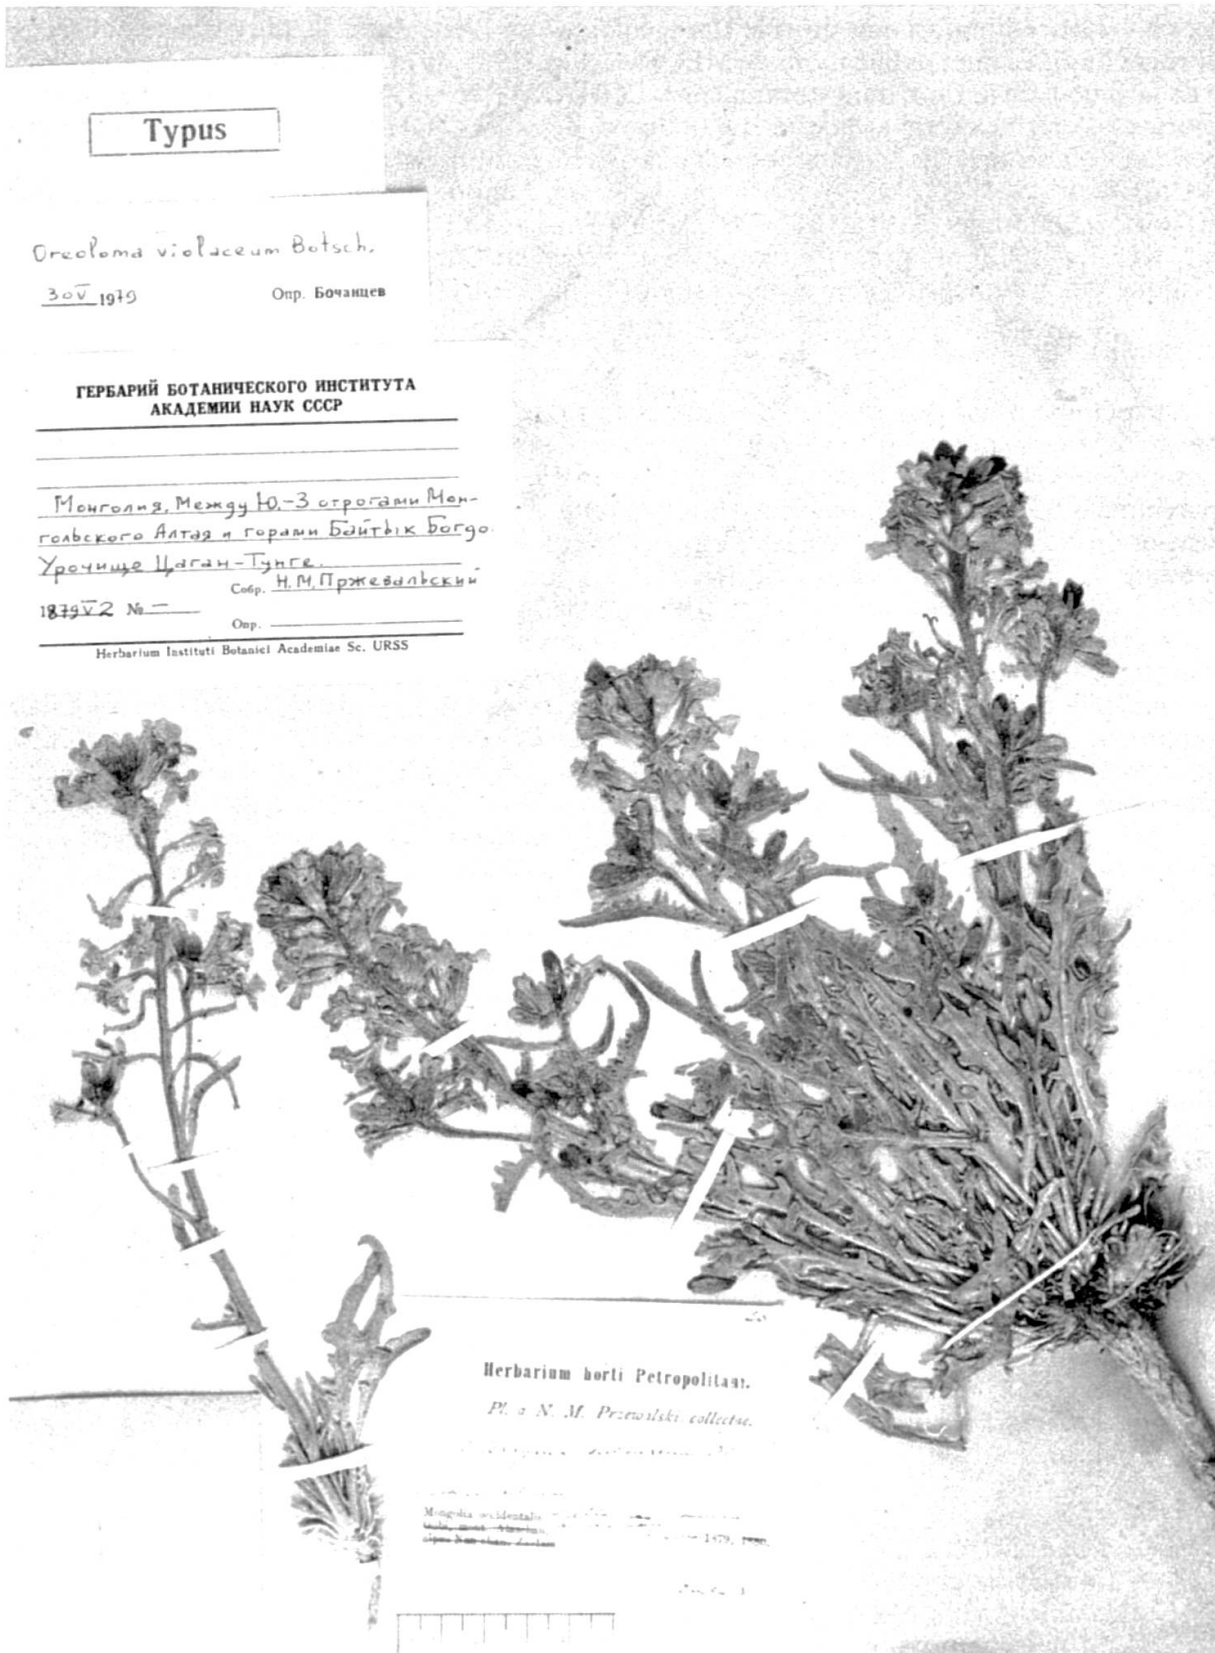 Typus
Oreoloma violaceum Botsch.
30 V 1979 Опр. Бочанцев
ГЕРБАРИЙ БОТАНИЧЕСКОГО ИНСТИТУТА
АКАДЕМИИ НАУК СССР
Монголия, Между Ю.-З отрогами Мон-
гольского Алтая и горами Байтык Богдо.
Урочище Цаган-Тунге.
Собр. Н.М.Пржевальский
1879 V 2 № —
Опр.
Herbarium Instituti Botanici Academiae Sc. URSS
Herbarium horti Petropolitani.
Pl. a N. M. Przewalski collectae.
Mongolia occidentalis
1879,